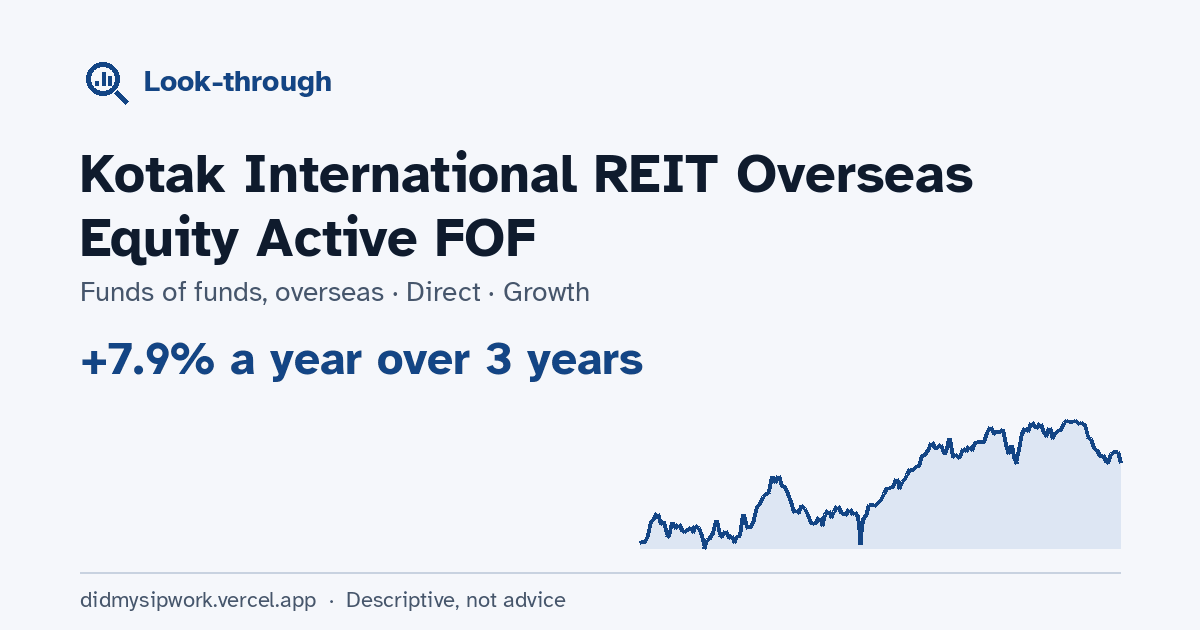 Look-through
Kotak International REIT Overseas
Equity Active FOF
Funds of funds, overseas · Direct · Growth
+7.9% a year over 3 years
didmysipwork.vercel.app · Descriptive, not advice